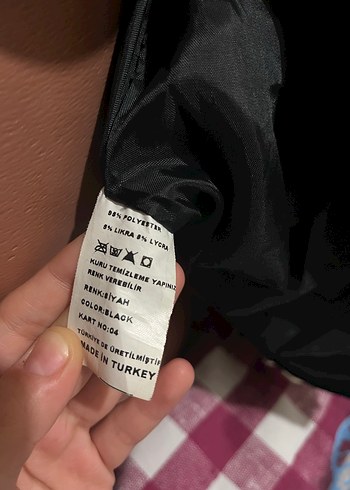 95% POLYESTER
5% LIKRA 5% LYCRA
KURU TEMİZLEME YAPINIZ
RENK VEREBİLİR
RENK:SİYAH
COLOR:BLACK
KART NO:04
TÜRKİYE DE ÜRETİLMİŞTİR
MADE İN TURKEY